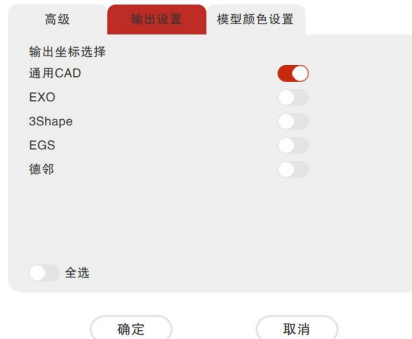 高级 输出设置 模型颜色设置
输出坐标选择
通用CAD
EXO
3Shape
EGS
德邻
全选
确定 取消